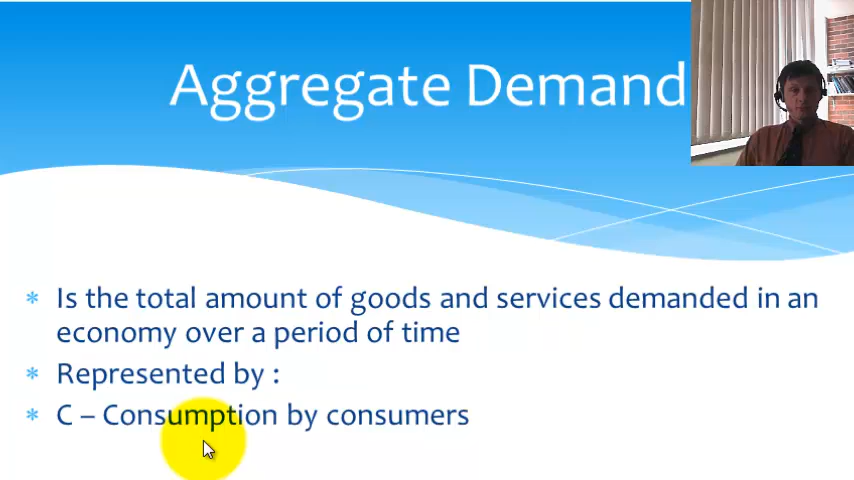 Aggregate Demand
* Is the total amount of goods and services demanded in an
economy over a period of time
* Represented by :
* C – Consumption by consumers